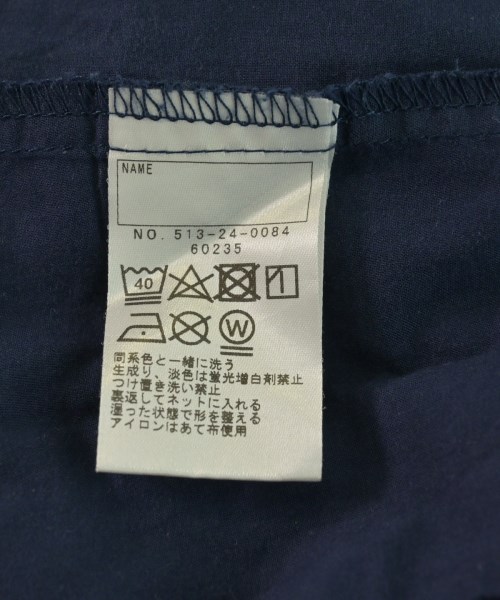 NAME
NO. 513-24-0084
60235
40
W
同系色と一緒に洗う
生成り、淡色は蛍光増白剤禁止
つけ置き洗い禁止
裏返してネットに入れる
湿った状態で形を整える
アイロンはあて布使用